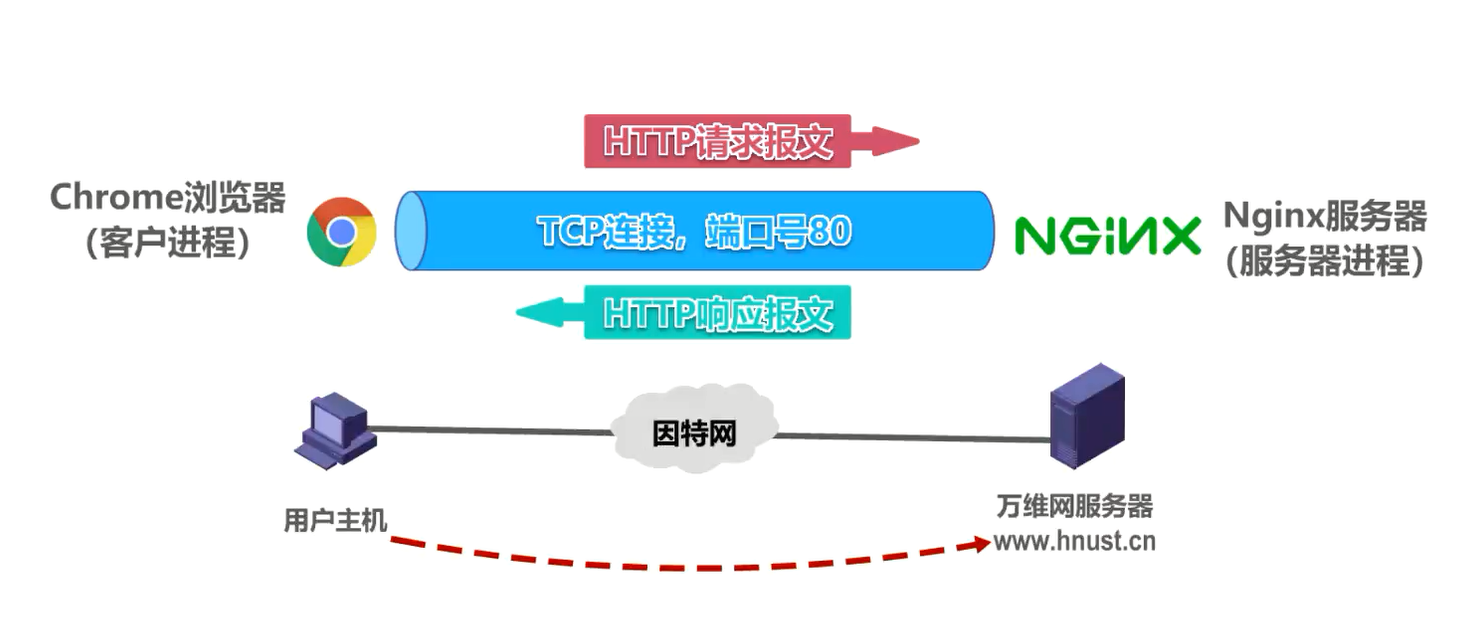 HTTP请求报文
Chrome浏览器
（客户进程）
TCP连接，端口号80
NGiNX
Nginx服务器
（服务器进程）
HTTP响应报文
因特网
用户主机
万维网服务器
www.hnust.cn